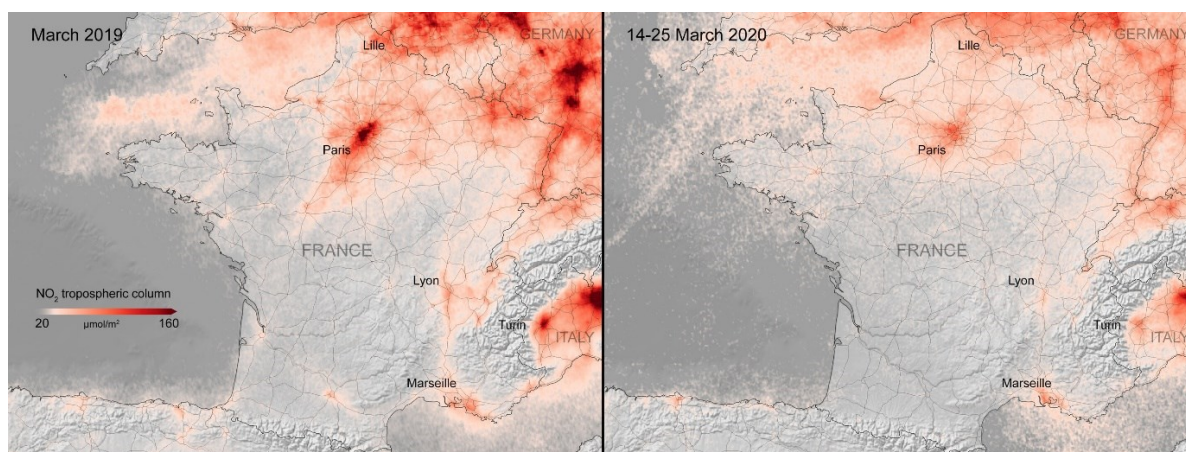 March 2019
Lille
GERMANY
Paris
FRANCE
Lyon
NO₂ tropospheric column
20 µmol/m² 160
Turin
ITALY
Marseille
14-25 March 2020
Lille
GERMANY
Paris
FRANCE
Lyon
Turin
ITALY
Marseille